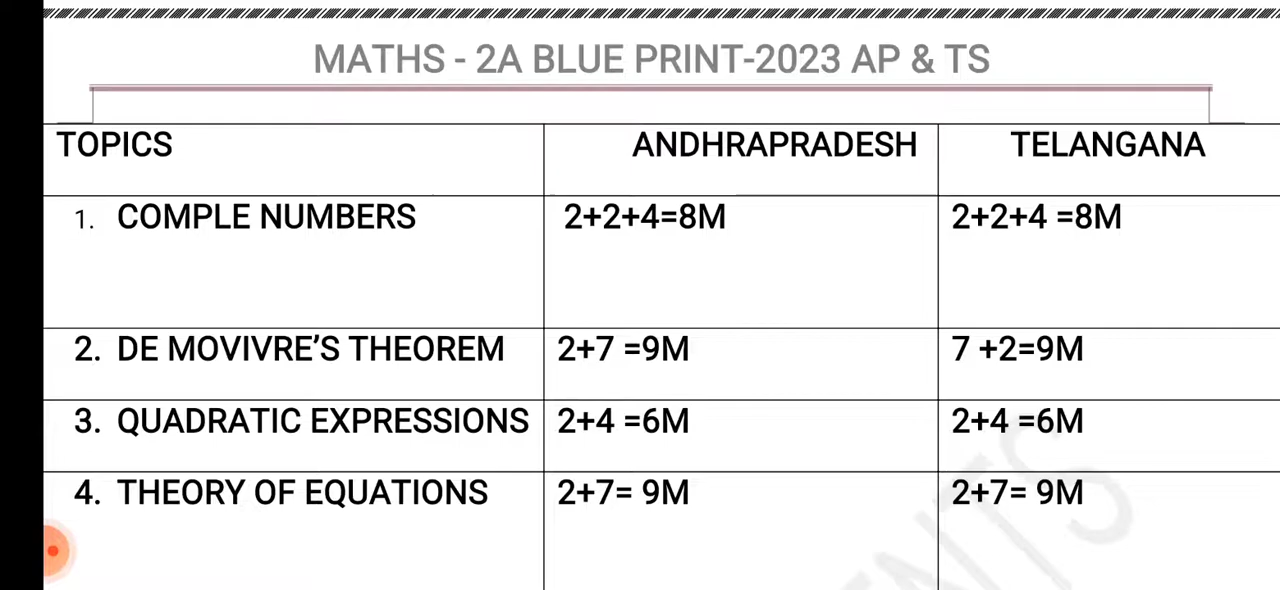 MATHS - 2A BLUE PRINT-2023 AP & TS
TOPICS ANDHRAPRADESH TELANGANA
1. COMPLE NUMBERS 2+2+4=8M 2+2+4 =8M
2. DE MOVIVRE’S THEOREM 2+7 =9M 7 +2=9M
3. QUADRATIC EXPRESSIONS 2+4 =6M 2+4 =6M
4. THEORY OF EQUATIONS 2+7= 9M 2+7= 9M